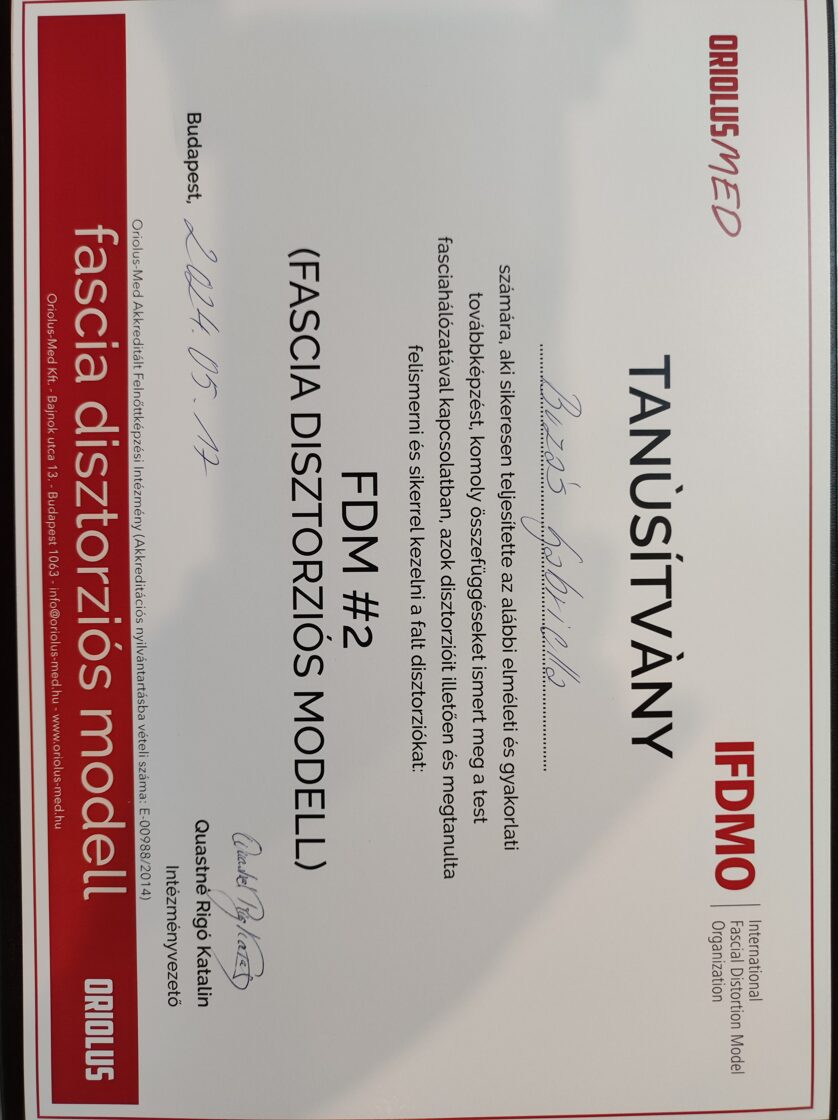 ORIOLUS MED
IFDMO
International
Fascial Distortion Model
Organization
TANÙSÍTVÀNY
Buzás Gabriella
számára, aki sikeresen teljesítette az alábbi elméleti és gyakorlati
továbbképzést, komoly összefüggéseket ismert meg a test
fasciahálózatával kapcsolatban, azok disztorzióit illetően és megtanulta
felismerni és sikerrel kezelni a falt disztorziókat:
FDM #2
(FASCIA DISZTORZIÓS MODELL)
Budapest, 2024. 05. 17
Quastné Rigó Katalin
Intézményvezető
Oriolus-Med Akkreditált Felnőttképzési Intézmény (Akkreditációs nyilvántartásba vételi száma: E-00988/2014)
fascia disztorziós modell
ORIOLUS
Oriolus-Med Kft. - Bajnok utca 13. - Budapest 1063 - info@oriolus-med.hu - www.oriolus-med.hu